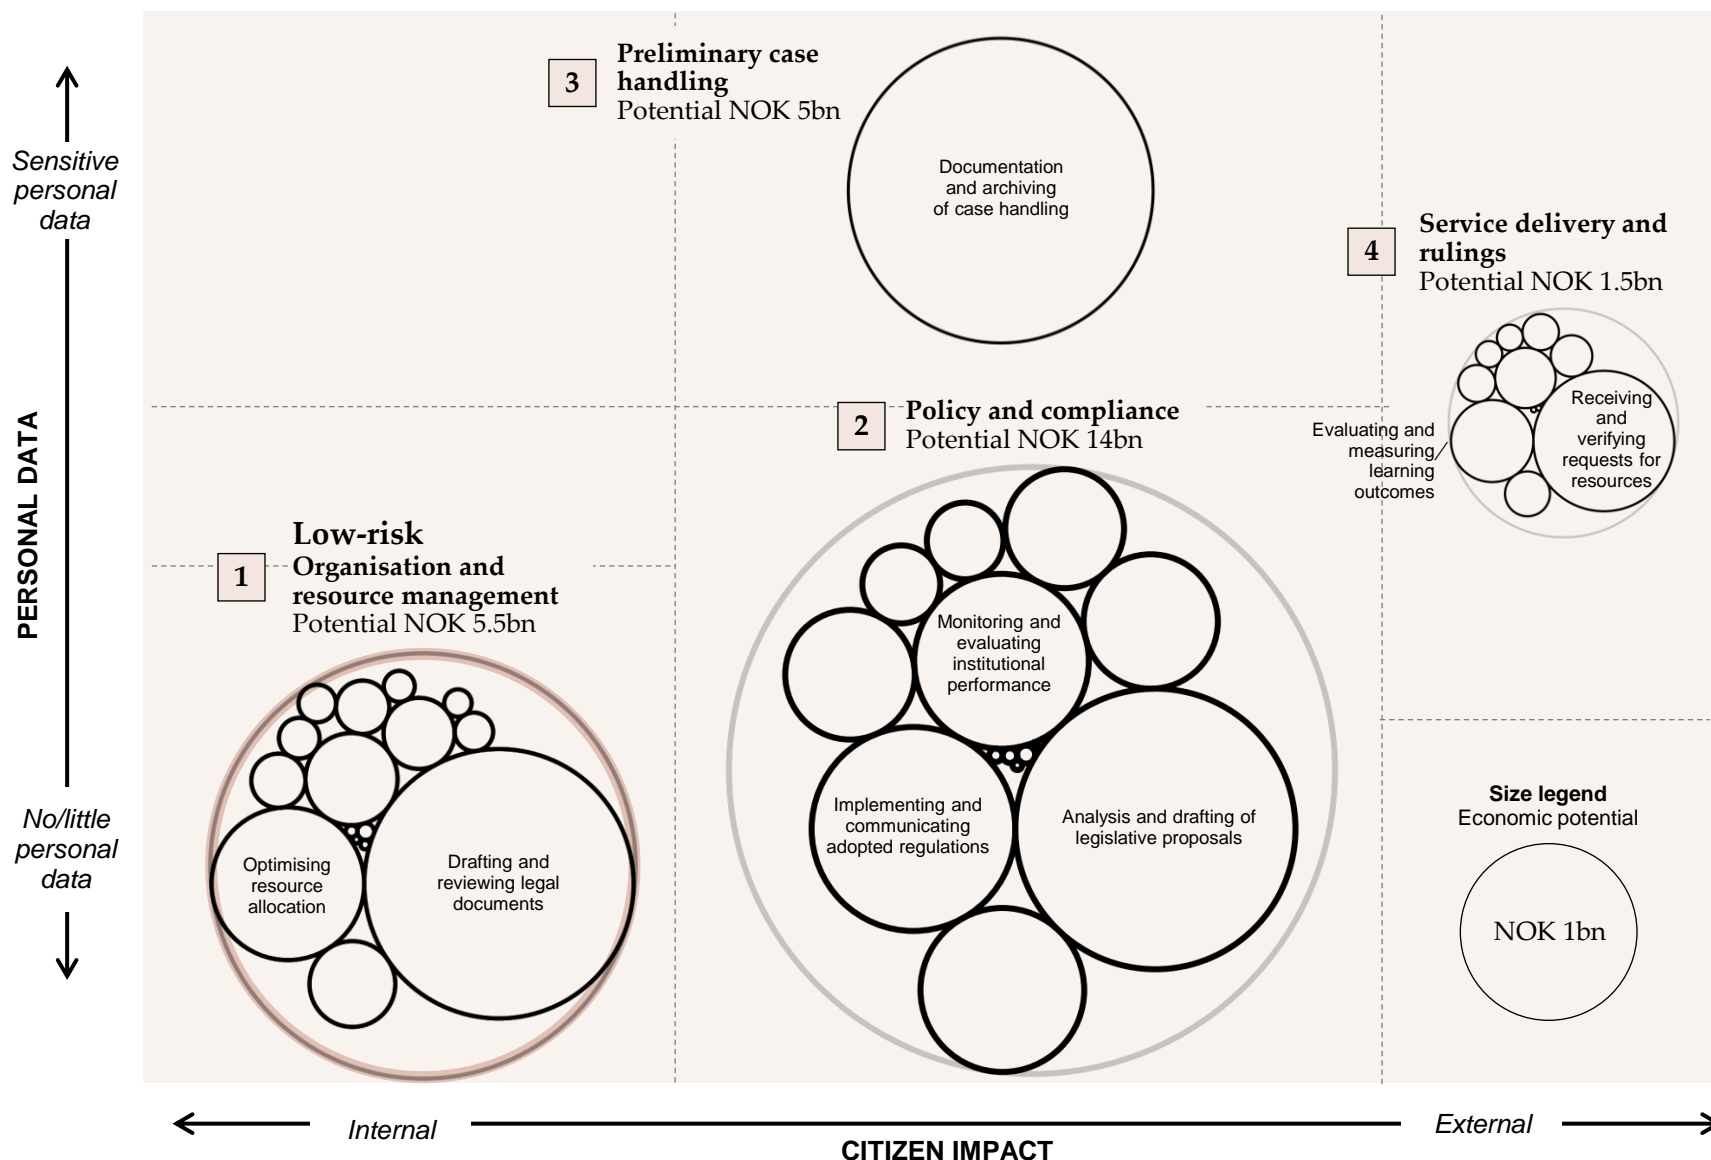 3
Preliminary case
handling
Potential NOK 5bn
Documentation
and archiving
of case handling
Sensitive
personal
data
4
Service delivery and
rulings
Potential NOK 1.5bn
Receiving
and
verifying
requests for
resources
Evaluating and
measuring
learning
outcomes
2
Policy and compliance
Potential NOK 14bn
Monitoring and
evaluating
institutional
performance
Implementing and
communicating
adopted regulations
Analysis and drafting of
legislative proposals
PERSONAL DATA
1
Low-risk
Organisation and
resource management
Potential NOK 5.5bn
Optimising
resource
allocation
Drafting and
reviewing legal
documents
No/little
personal
data
Size legend
Economic potential
NOK 1bn
Internal
CITIZEN IMPACT
External